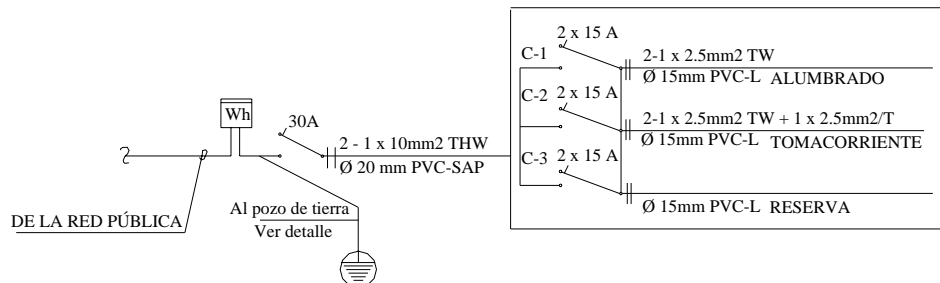 2 x 15 A
C-1
2-1 x 2.5mm2 TW
Ø 15mm PVC-L ALUMBRADO
2 x 15 A
C-2
2-1 x 2.5mm2 TW + 1 x 2.5mm2/T
Ø 15mm PVC-L TOMACORRIENTE
2 x 15 A
C-3
Ø 15mm PVC-L RESERVA
Wh
30A
2 - 1 x 10mm2 THW
Ø 20 mm PVC-SAP
DE LA RED PÚBLICA
Al pozo de tierra
Ver detalle